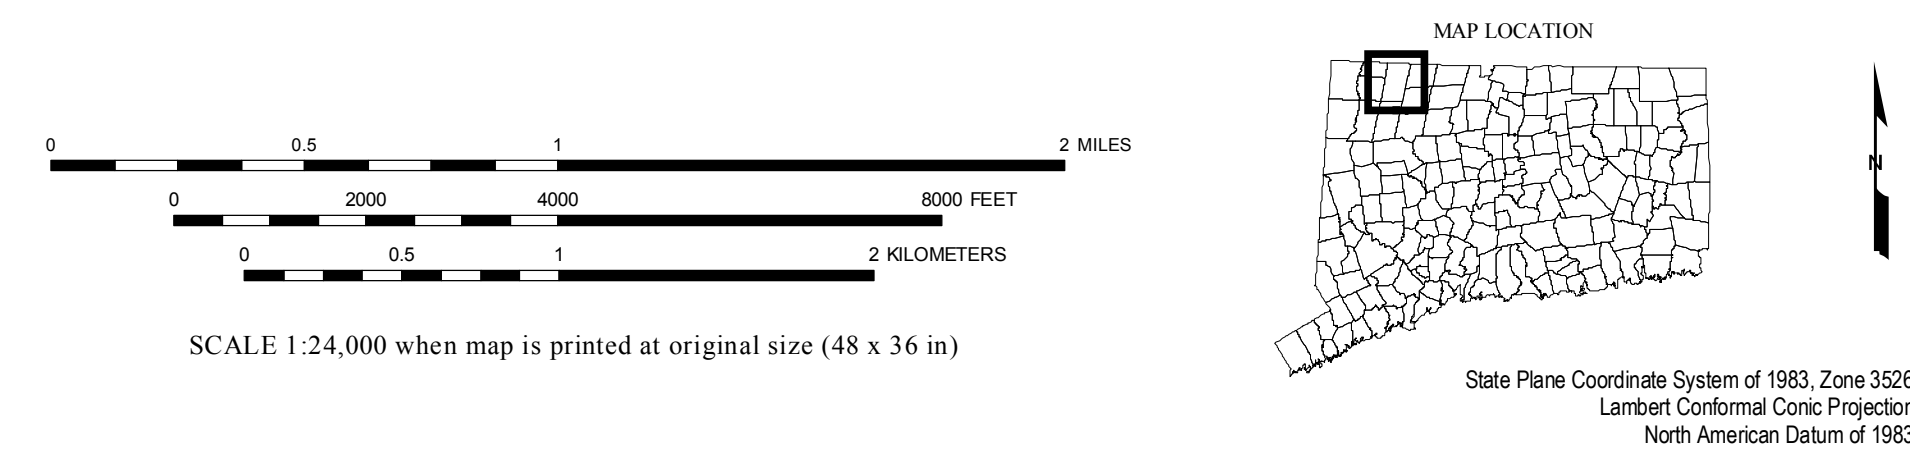 0 0.5 1 2 MILES
0 2000 4000 8000 FEET
0 0.5 1 2 KILOMETERS
SCALE 1:24,000 when map is printed at original size (48 x 36 in)
MAP LOCATION
N
State Plane Coordinate System of 1983, Zone 3526
Lambert Conformal Conic Projection
North American Datum of 1983